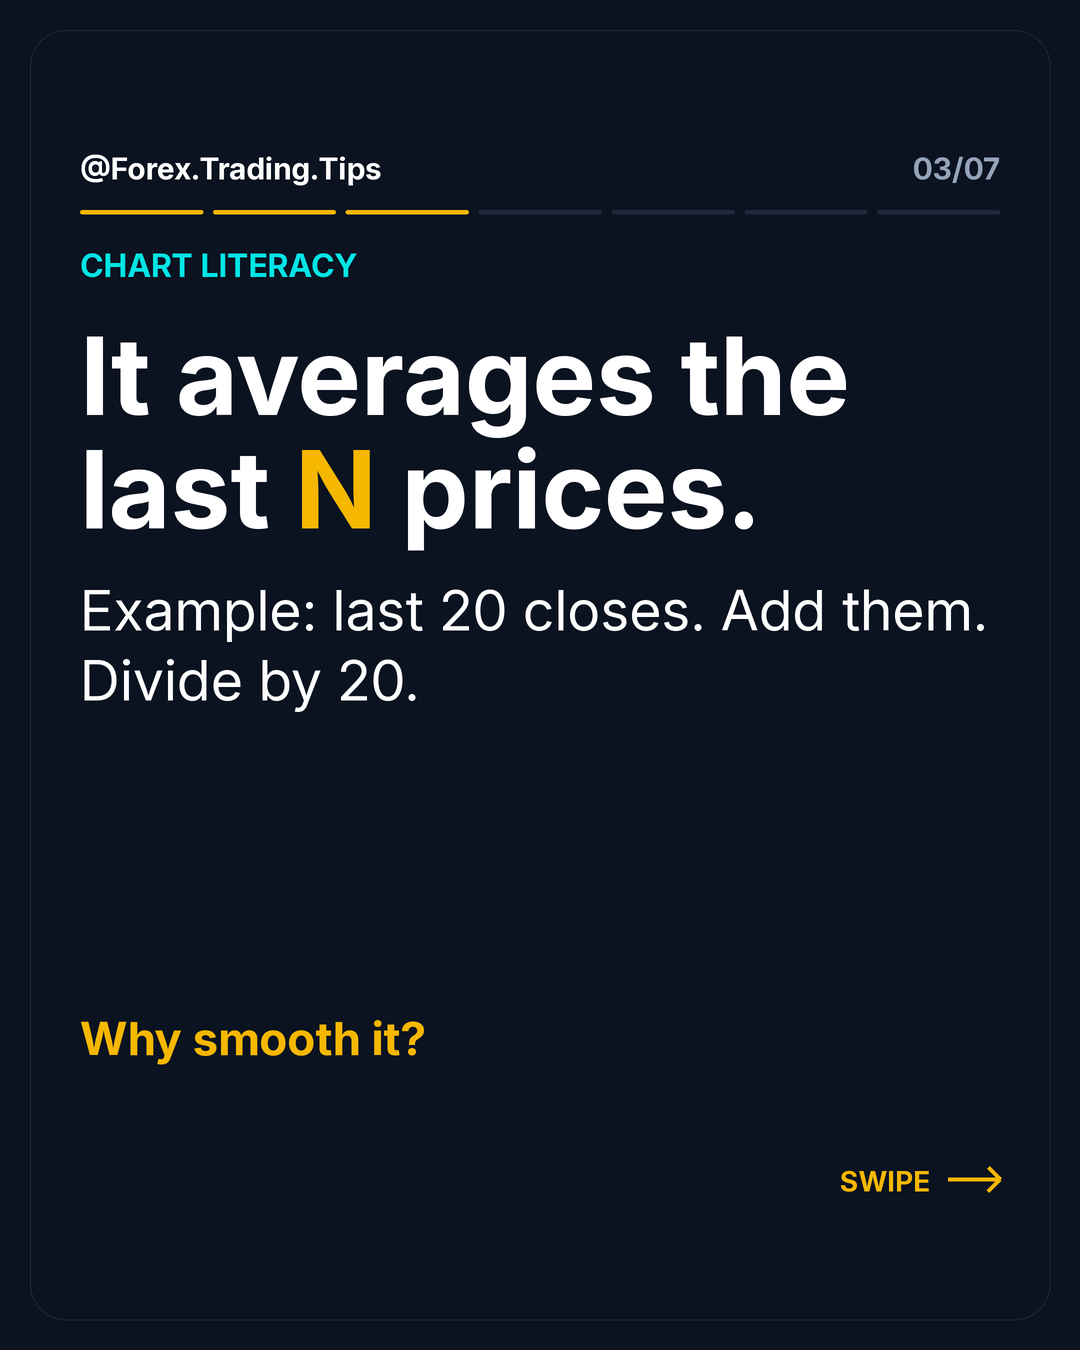 @Forex.Trading.Tips
03/07
CHART LITERACY
It averages the
last N prices.
Example: last 20 closes. Add them.
Divide by 20.
Why smooth it?
SWIPE